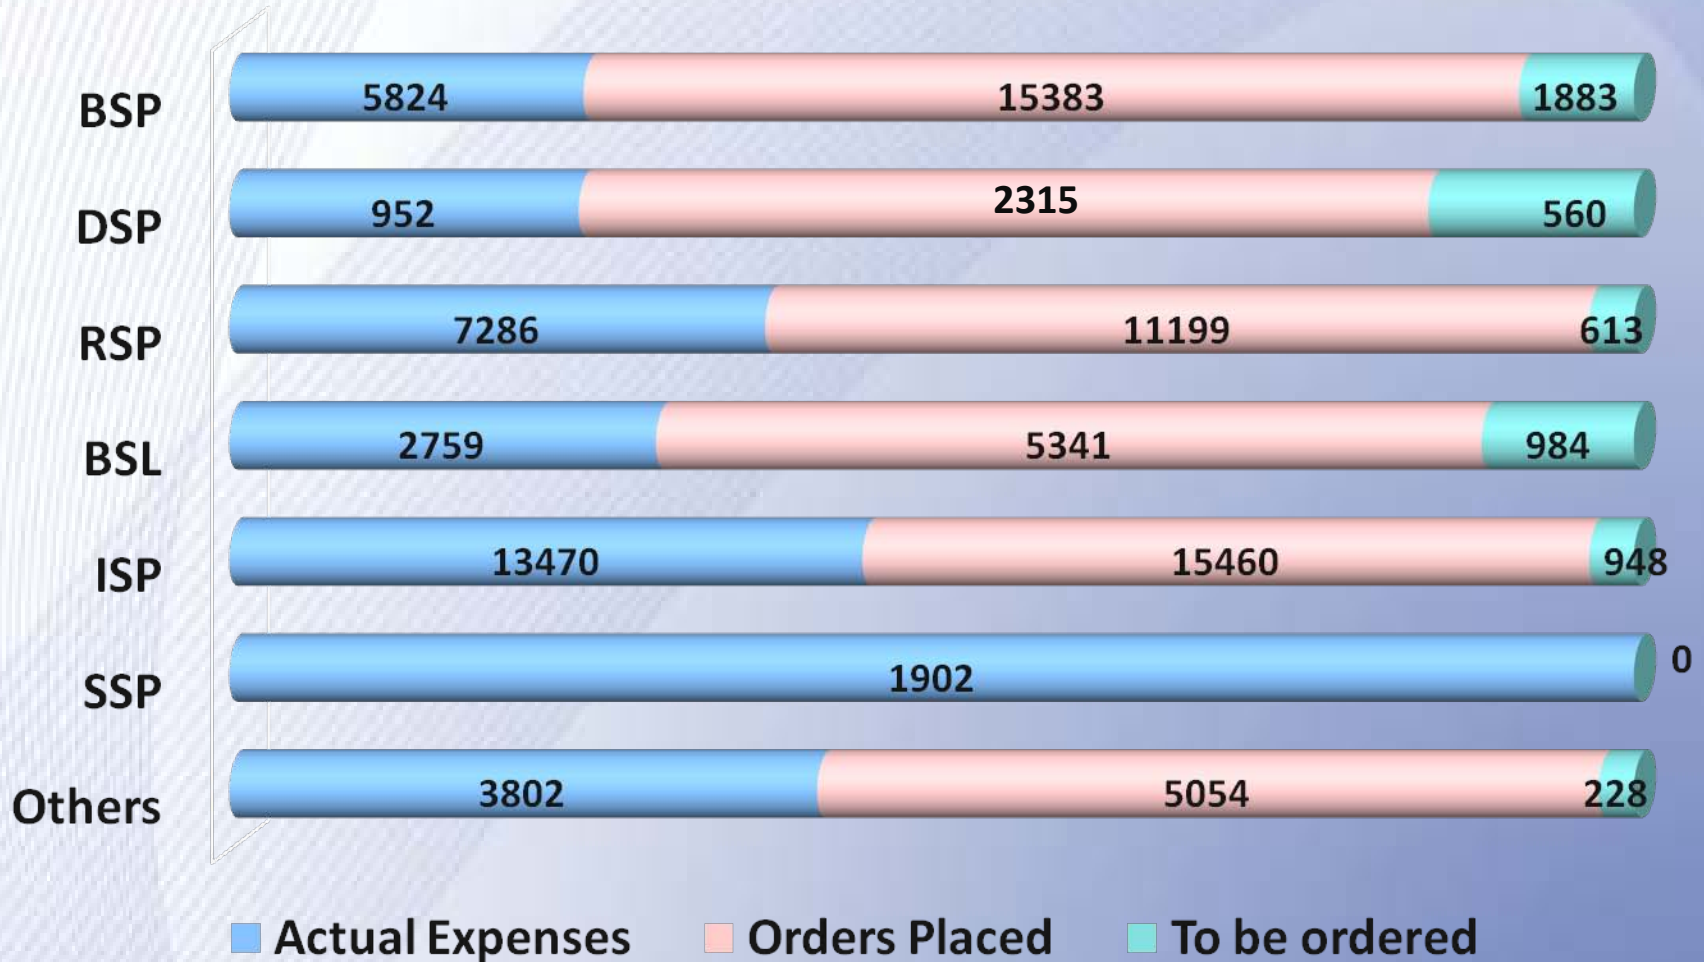 BSP 5824 15383 1883
DSP 952 2315 560
RSP 7286 11199 613
BSL 2759 5341 984
ISP 13470 15460 948
SSP 1902 0
Others 3802 5054 228
Actual Expenses Orders Placed To be ordered